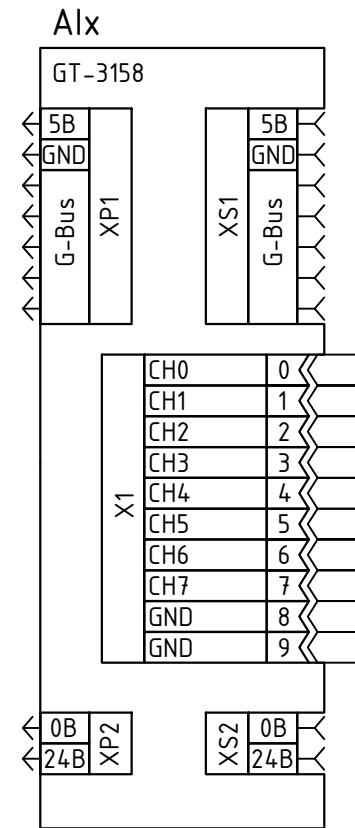 AIx
GT-3158
5В 5В
GND GND
G-Bus XP1 XS1 G-Bus
X1
CH0 0
CH1 1
CH2 2
CH3 3
CH4 4
CH5 5
CH6 6
CH7 7
GND 8
GND 9
0В XP2 XS2 0В
24В 24В